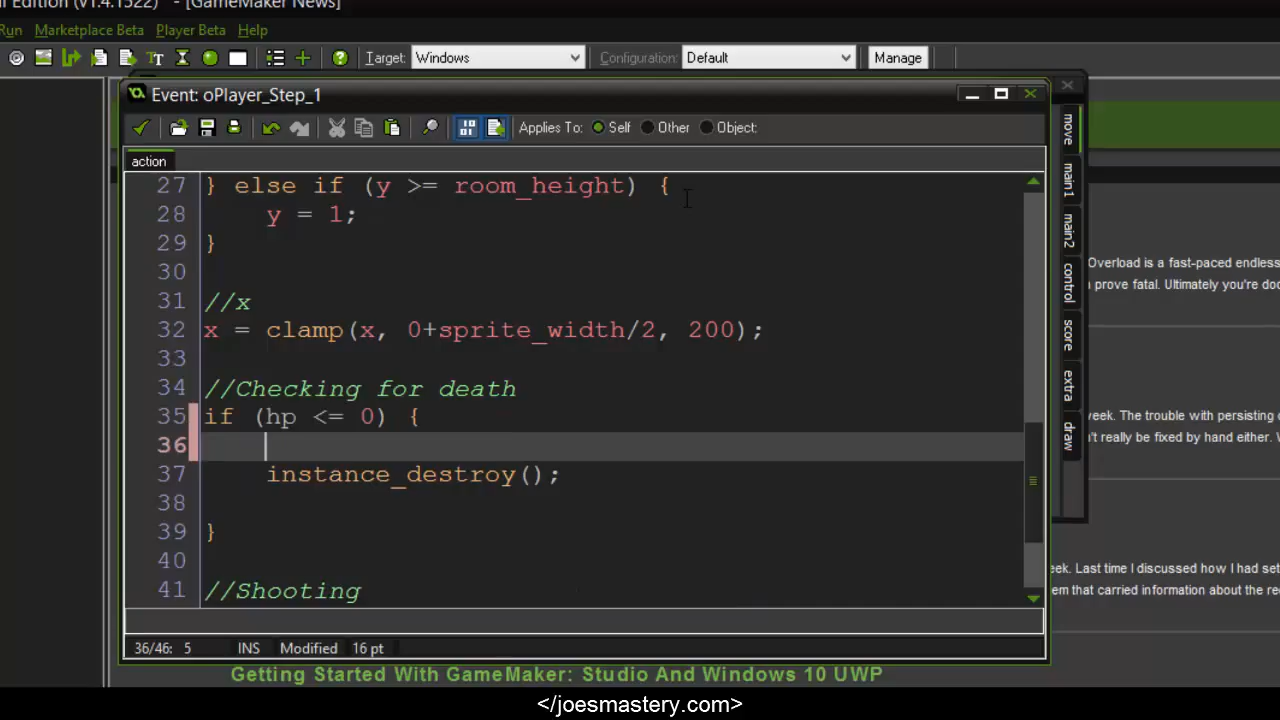 l Edition (v1.4.1522) - [GameMaker News]
Run Marketplace Beta Player Beta Help
Target: Windows Configuration: Default Manage
Event: oPlayer_Step_1
Applies To: Self Other Object:
action
27 } else if (y >= room_height) {
28 y = 1;
29 }
30
31 //x
32 x = clamp(x, 0+sprite_width/2, 200);
33
34 //Checking for death
35 if (hp <= 0) {
36
37 instance_destroy();
38
39 }
40
41 //Shooting
36/46: 5 INS Modified 16 pt
move
main1
main2
control
score
extra
draw
Overload is a fast-paced endless
prove fatal. Ultimately you're doo
week. The trouble with persisting
't really be fixed by hand either. W
eek. Last time I discussed how I had set
em that carried information about the re
Getting Started With GameMaker: Studio And Windows 10 UWP
</joesmastery.com>